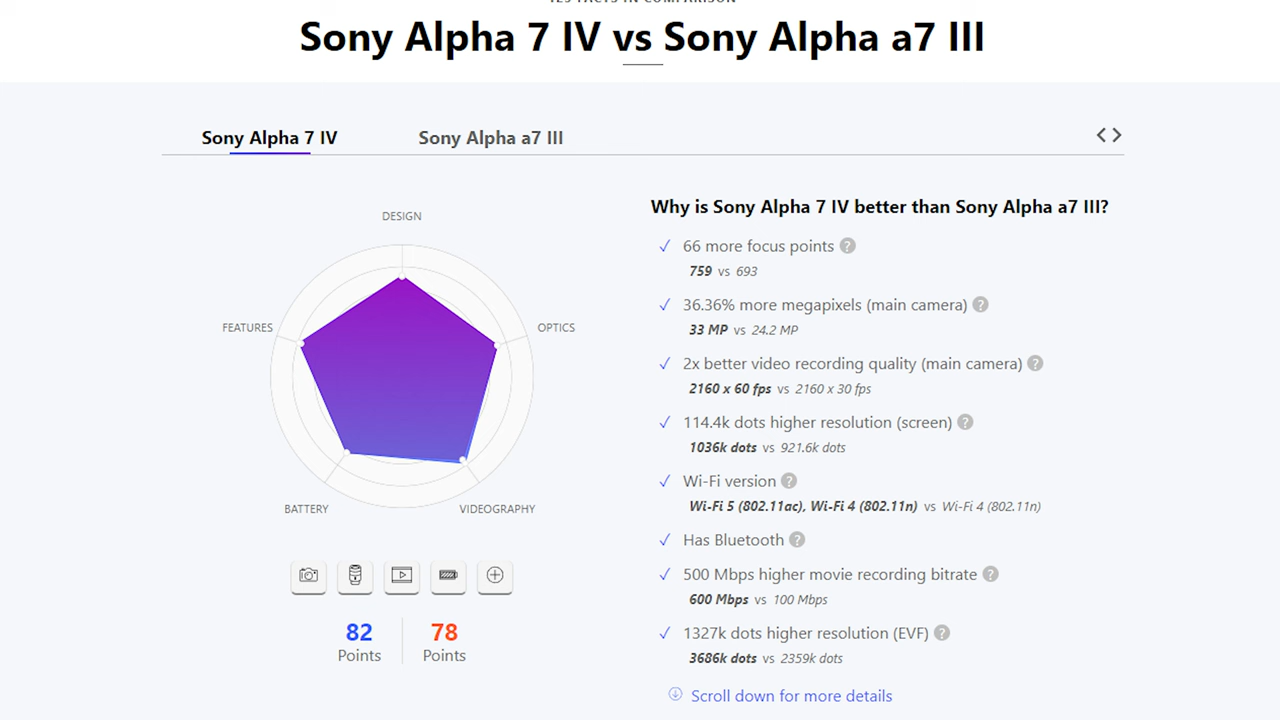 125 FACTS IN COMPARISON
Sony Alpha 7 IV vs Sony Alpha a7 III
Sony Alpha 7 IV
Sony Alpha a7 III
DESIGN
OPTICS
VIDEOGRAPHY
BATTERY
FEATURES
82
Points
78
Points
Why is Sony Alpha 7 IV better than Sony Alpha a7 III?
66 more focus points ?
759 vs 693
36.36% more megapixels (main camera) ?
33 MP vs 24.2 MP
2x better video recording quality (main camera) ?
2160 x 60 fps vs 2160 x 30 fps
114.4k dots higher resolution (screen) ?
1036k dots vs 921.6k dots
Wi-Fi version ?
Wi-Fi 5 (802.11ac), Wi-Fi 4 (802.11n) vs Wi-Fi 4 (802.11n)
Has Bluetooth ?
500 Mbps higher movie recording bitrate ?
600 Mbps vs 100 Mbps
1327k dots higher resolution (EVF) ?
3686k dots vs 2359k dots
Scroll down for more details